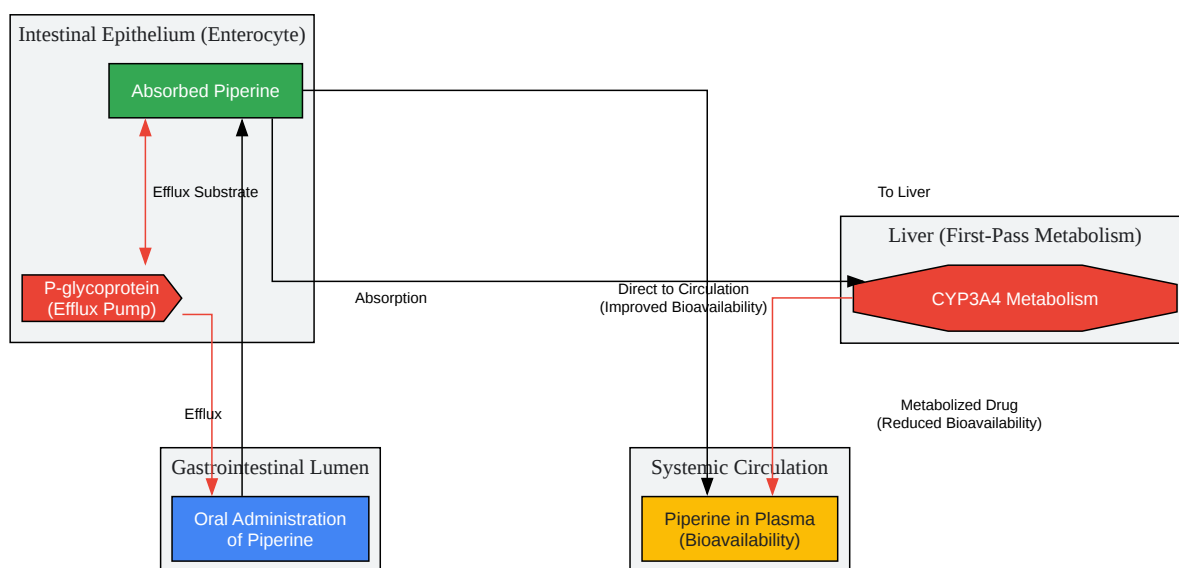 Intestinal Epithelium (Enterocyte)
Absorbed Piperine
Efflux Substrate
To Liver
Liver (First-Pass Metabolism)
P-glycoprotein
(Efflux Pump)
Absorption
Direct to Circulation
(Improved Bioavailability)
CYP3A4 Metabolism
Efflux
Metabolized Drug
(Reduced Bioavailability)
Gastrointestinal Lumen
Systemic Circulation
Oral Administration
of Piperine
Piperine in Plasma
(Bioavailability)